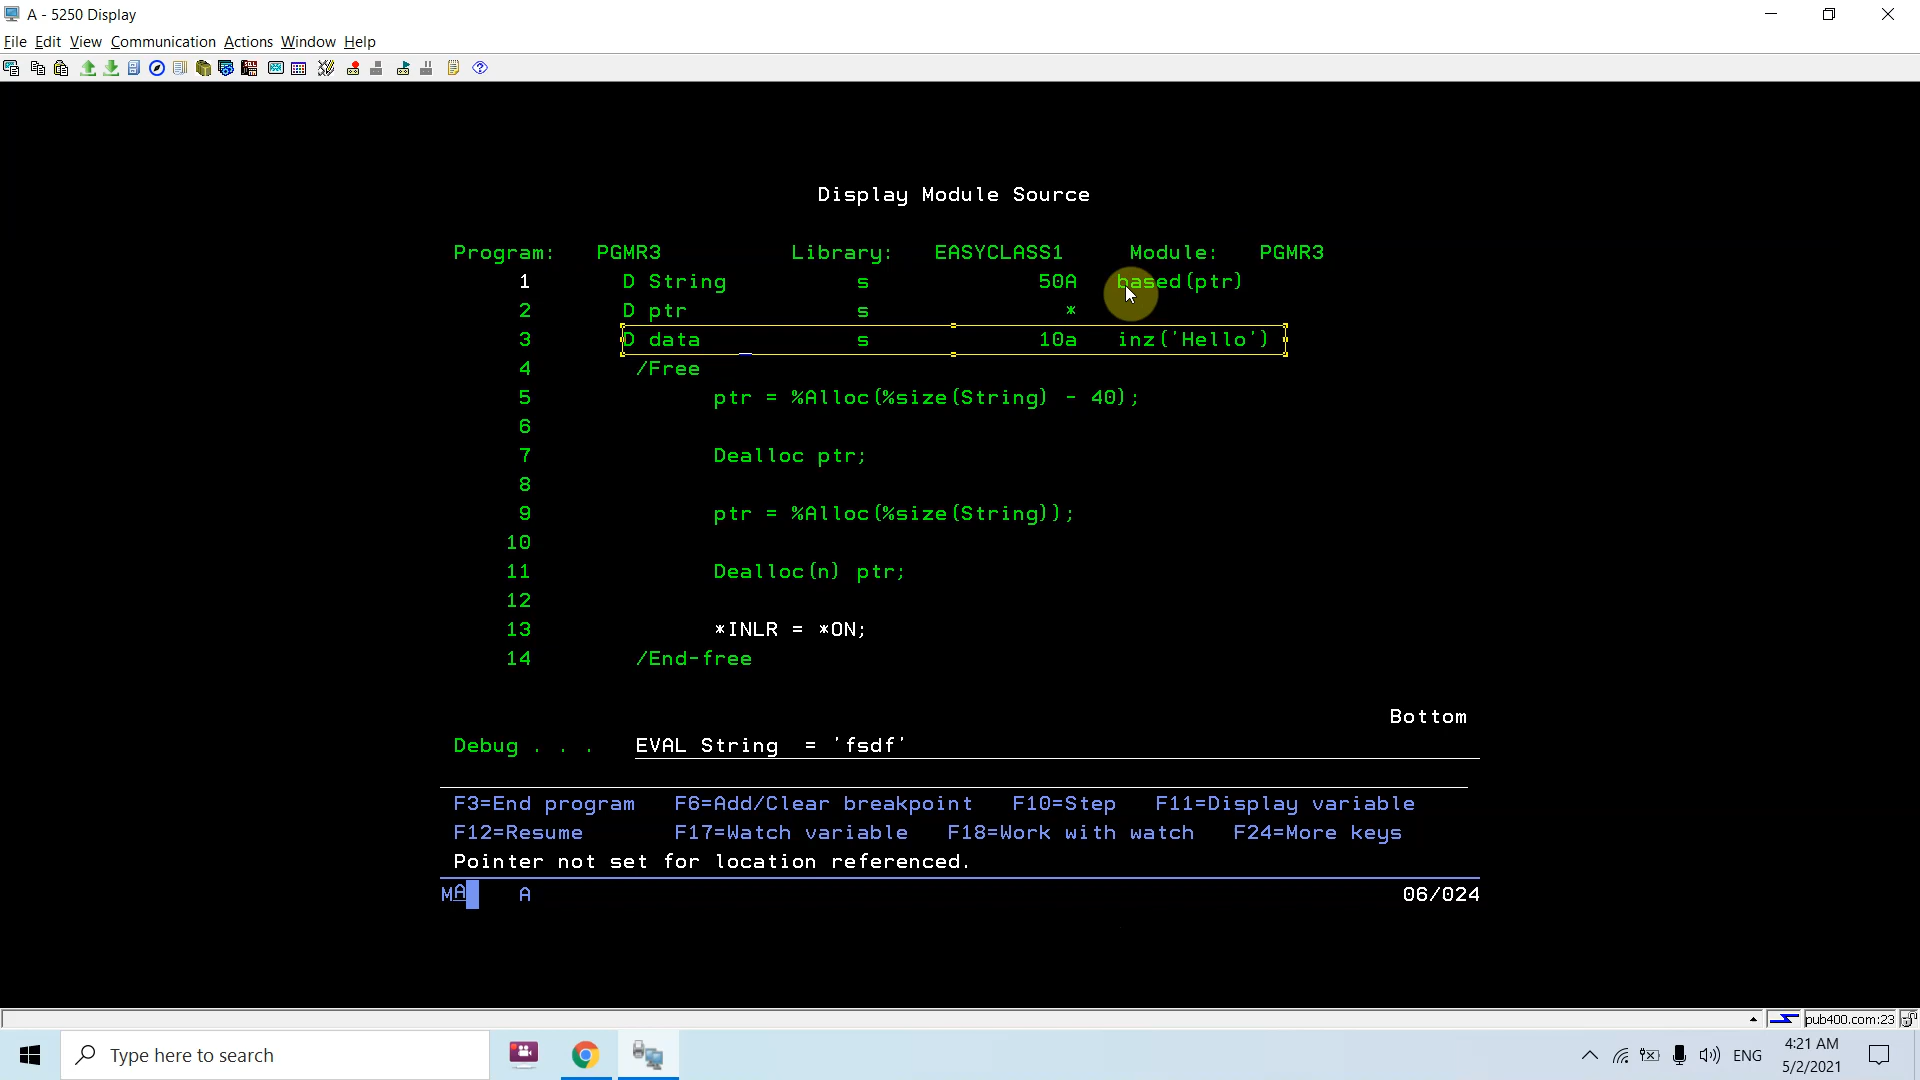 A - 5250 Display
File Edit View Communication Actions Window Help
Display Module Source
Program: PGMR3 Library: EASYCLASS1 Module: PGMR3
1 D String s 50A based(ptr)
2 D ptr s *
3 D data s 10a inz('Hello')
4 /Free
5 ptr = %Alloc(%size(String) - 40);
6
7 Dealloc ptr;
8
9 ptr = %Alloc(%size(String));
10
11 Dealloc(n) ptr;
12
13 *INLR = *ON;
14 /End-free
Bottom
Debug . . . EVAL String = 'fsdf'
F3=End program F6=Add/Clear breakpoint F10=Step F11=Display variable
F12=Resume F17=Watch variable F18=Work with watch F24=More keys
Pointer not set for location referenced.
MA A 06/024
pub400.com:23
Type here to search
ENG
4:21 AM
5/2/2021